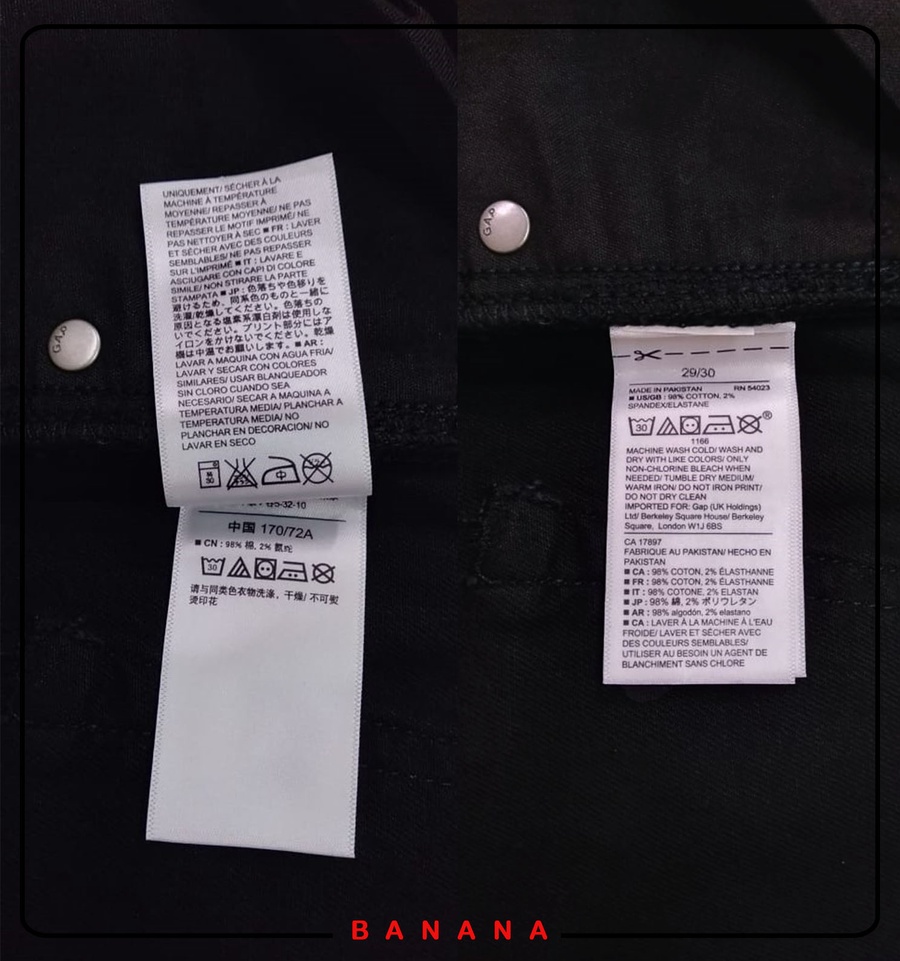 GAP
UNIQUEMENT/ SÉCHER À LA
MACHINE À TEMPÉRATURE
MOYENNE/ REPASSER À
TEMPÉRATURE MOYENNE/ NE PAS
REPASSER LE MOTIF IMPRIMÉ/ NE
PAS NETTOYER À SEC ■ FR : LAVER
ET SÉCHER AVEC DES COULEURS
SEMBLABLES/ NE PAS REPASSER
SUR L'IMPRIMÉ ■ IT : LAVARE E
ASCIUGARE CON CAPI DI COLORE
SIMILE/ NON STIRARE LA PARTE
STAMPATA ■ JP : 色落ちや色移りを
避けるため、同系色のものと一緒に
洗濯/乾燥してください。色落ちの
原因となる塩素系漂白剤は使用しな
いでください。プリント部分にはア
イロンをかけないでください。乾燥
機は中温でお願いします。■ AR :
LAVAR A MAQUINA CON AGUA FRIA/
LAVAR Y SECAR CON COLORES
SIMILARES/ USAR BLANQUEADOR
SIN CLORO CUANDO SEA
NECESARIO/ SECAR A MAQUINA A
TEMPERATURA MEDIA/ PLANCHAR A
TEMPERATURA MEDIA/ NO
PLANCHAR EN DECORACION/ NO
LAVAR EN SECO
中
中国 170/72A
■ CN : 98% 棉, 2% 氨纶
30
请与同类色衣物洗涤，干燥/ 不可熨
烫印花
GAP
29/30
MADE IN PAKISTAN RN 54023
■ US/GB : 98% COTTON, 2%
SPANDEX/ELASTANE
30 ®
1166
MACHINE WASH COLD/ WASH AND
DRY WITH LIKE COLORS/ ONLY
NON-CHLORINE BLEACH WHEN
NEEDED/ TUMBLE DRY MEDIUM/
WARM IRON/ DO NOT IRON PRINT/
DO NOT DRY CLEAN
IMPORTED FOR: Gap (UK Holdings)
Ltd/ Berkeley Square House/ Berkeley
Square, London W1J 6BS
CA 17897
FABRIQUE AU PAKISTAN/ HECHO EN
PAKISTAN
■ CA : 98% COTON, 2% ÉLASTHANNE
■ FR : 98% COTON, 2% ÉLASTHANNE
■ IT : 98% COTONE, 2% ELASTAN
■ JP : 98% 綿, 2% ポリウレタン
■ AR : 98% algodón, 2% elastano
■ CA : LAVER À LA MACHINE À L'EAU
FROIDE/ LAVER ET SÉCHER AVEC
DES COULEURS SEMBLABLES/
UTILISER AU BESOIN UN AGENT DE
BLANCHIMENT SANS CHLORE
BANANA